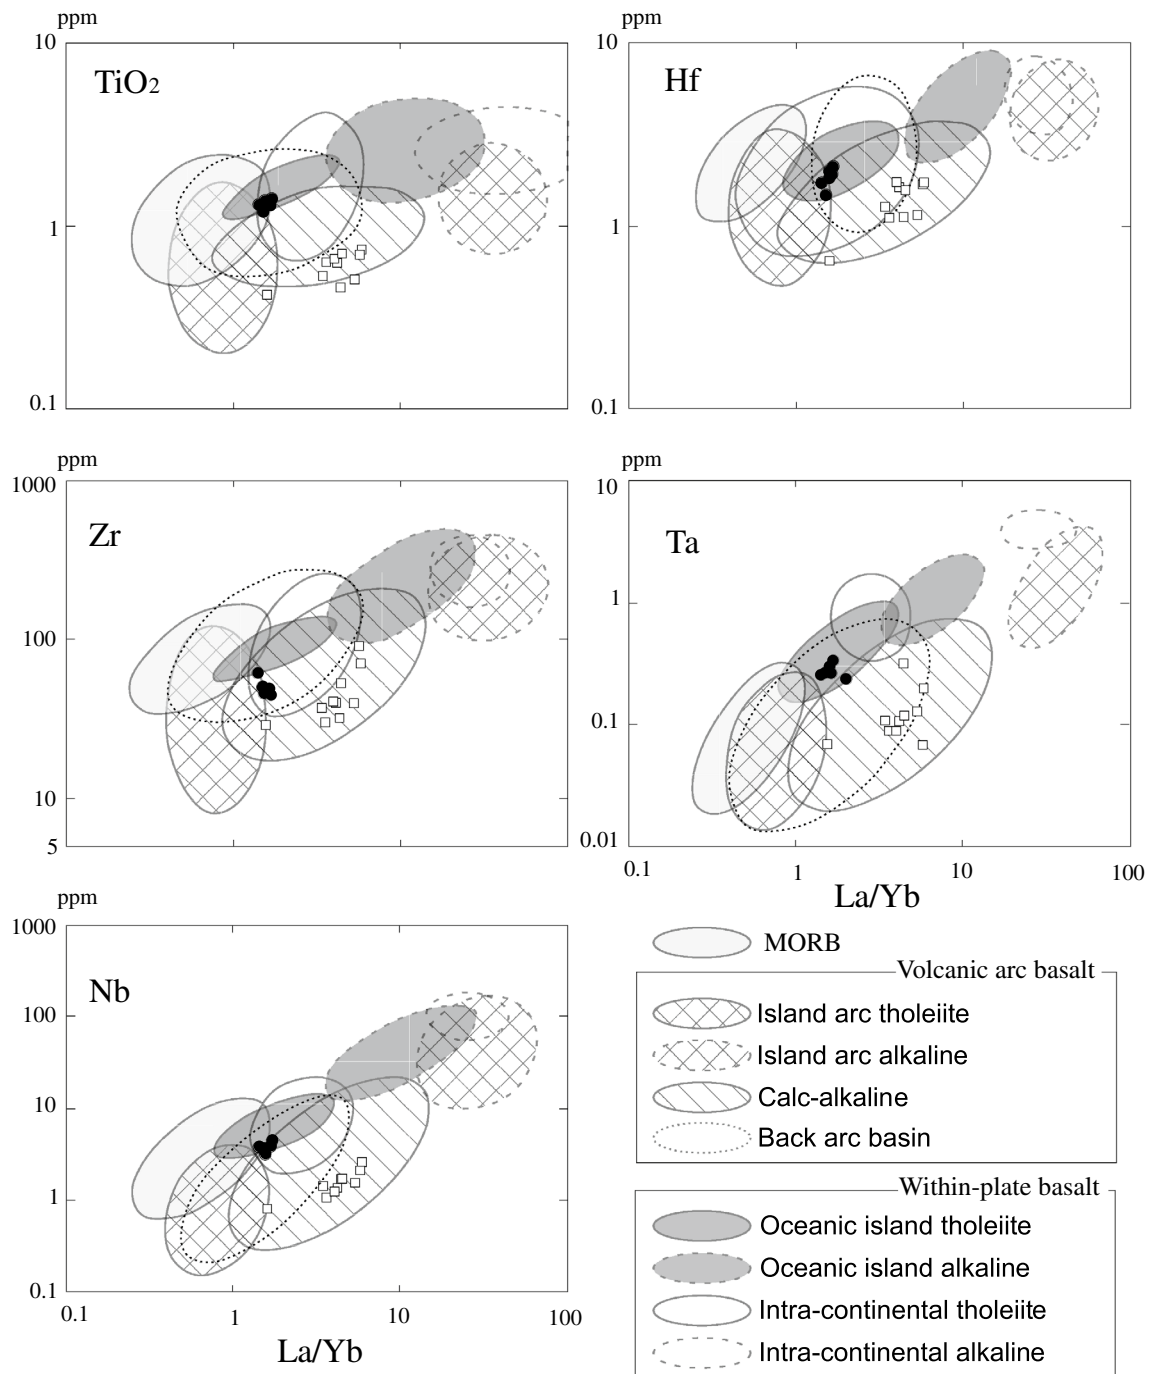 ppm
10
TiO2
1
0.1
ppm
10
Hf
1
0.1
ppm
1000
Zr
100
10
5
ppm
10
Ta
1
0.1
0.01
0.1
1
10
100
La/Yb
ppm
1000
Nb
100
10
1
0.1
0.1
1
10
100
La/Yb
MORB
Volcanic arc basalt
Island arc tholeiite
Island arc alkaline
Calc-alkaline
Back arc basin
Within-plate basalt
Oceanic island tholeiite
Oceanic island alkaline
Intra-continental tholeiite
Intra-continental alkaline